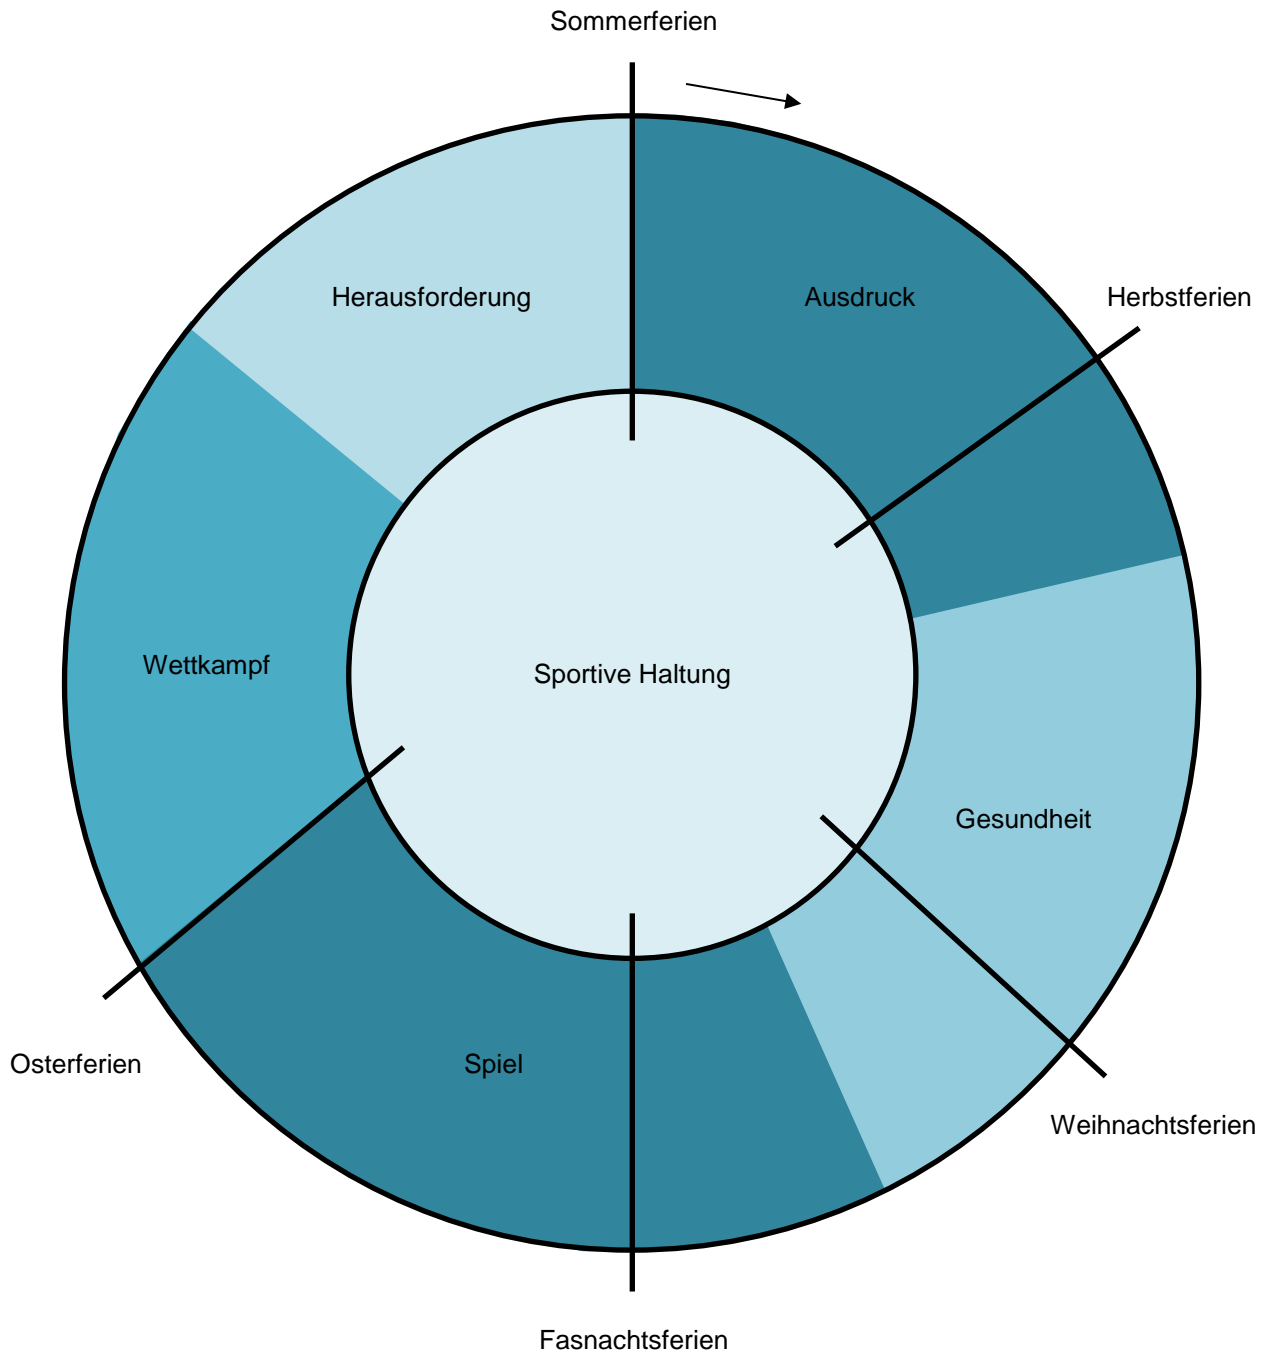 Sommerferien
Herausforderung
Ausdruck
Herbstferien
Wettkampf
Sportive Haltung
Gesundheit
Osterferien
Spiel
Weihnachtsferien
Fasnachtsferien